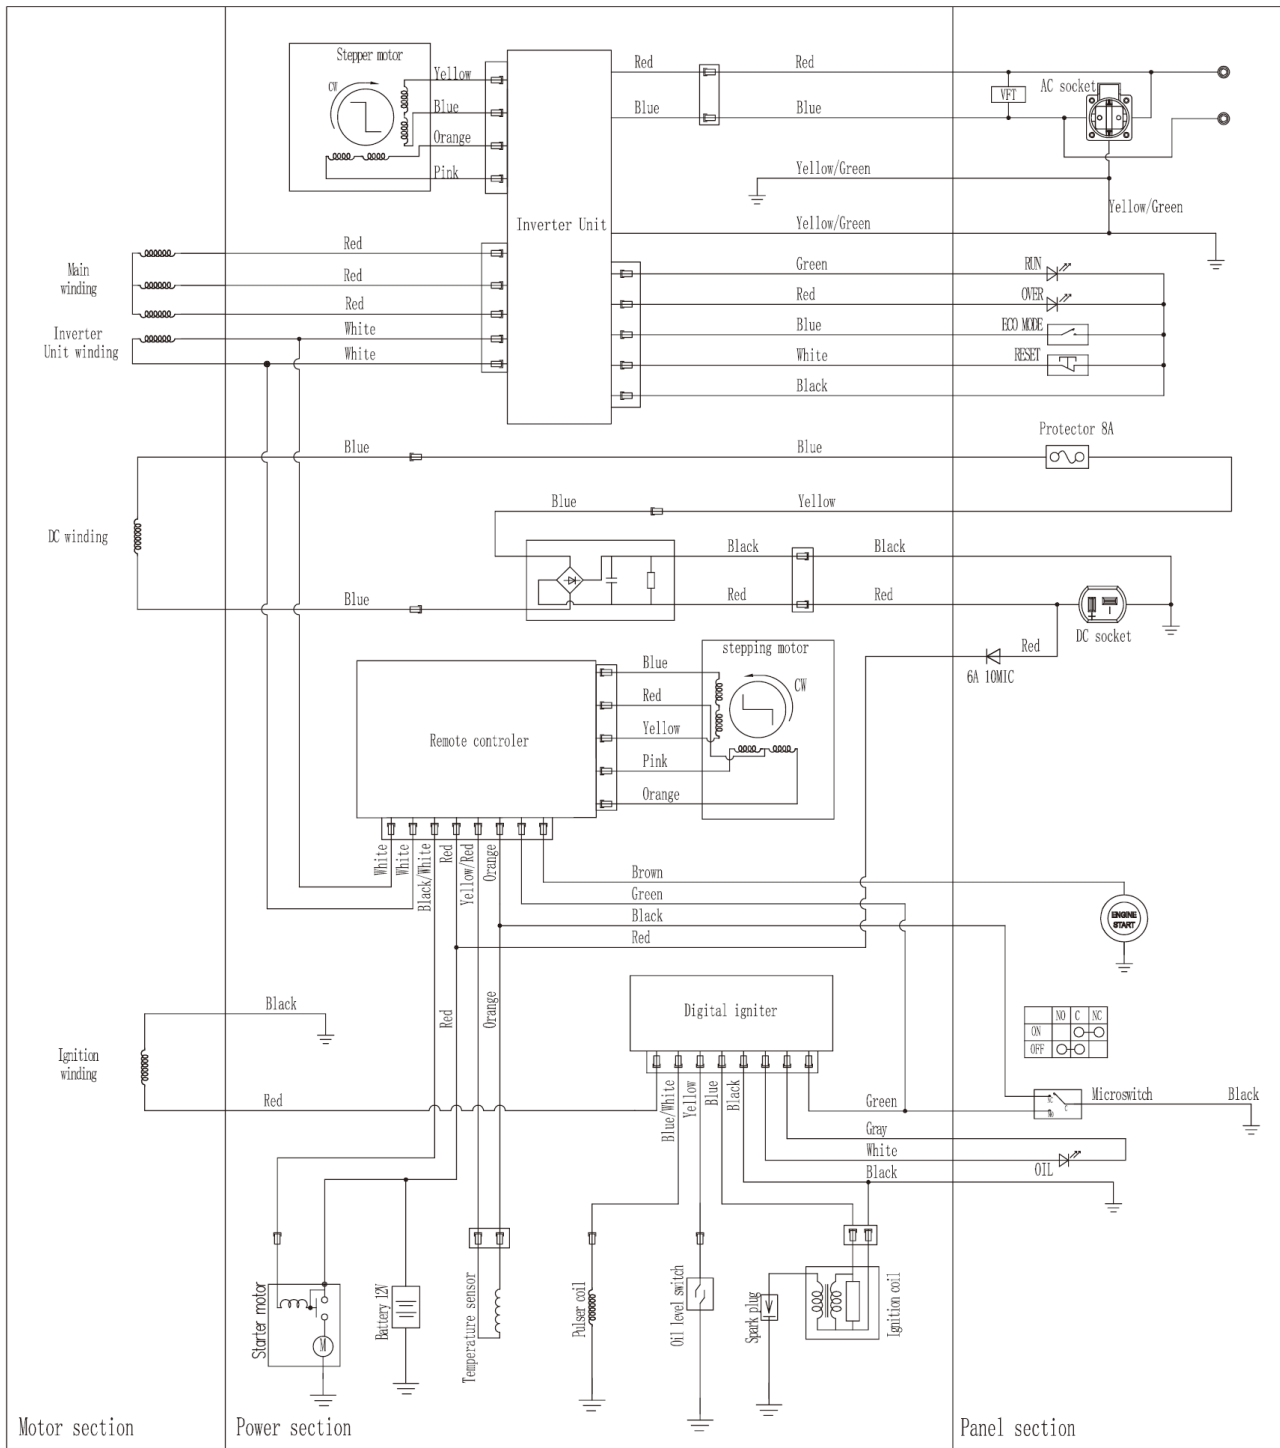 Stepper motor
CW
Yellow
Blue
Orange
Pink
Inverter Unit
Red
Red
Blue
Blue
VFT
AC socket
Yellow/Green
Yellow/Green
Yellow/Green
Main
winding
Red
Red
Red
Inverter
Unit winding
White
White
Green
RUN
Red
OVER
Blue
ECO MODE
White
RESET
Black
Blue
Blue
Protector 8A
DC winding
Blue
Yellow
Black
Black
Blue
Red
Red
+
DC socket
Red
6A 10MIC
stepping motor
CW
Remote controler
Blue
Red
Yellow
Pink
Orange
White
White
Black/White
Red
Yellow/Red
Orange
Brown
Green
Black
Red
ENGINE
START
Black
Red
Orange
Digital igniter
NO C NC
ON
OFF
Ignition
winding
Red
Blue/White
Yellow
Blue
Black
Green
NC
C
No
Microswitch
Black
Gray
White
OIL
Black
Starter motor
M
Battery 12V
Temperature sensor
Pulser coil
Oil level switch
Spark plug
Ignition coil
Motor section
Power section
Panel section